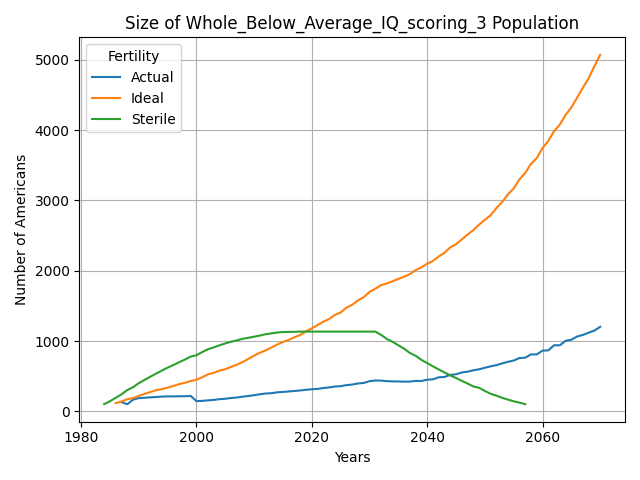 Size of Whole_Below_Average_IQ_scoring_3 Population
Fertility
Actual
Ideal
Sterile
Number of Americans
5000
4000
3000
2000
1000
0
1980
2000
2020
2040
2060
Years